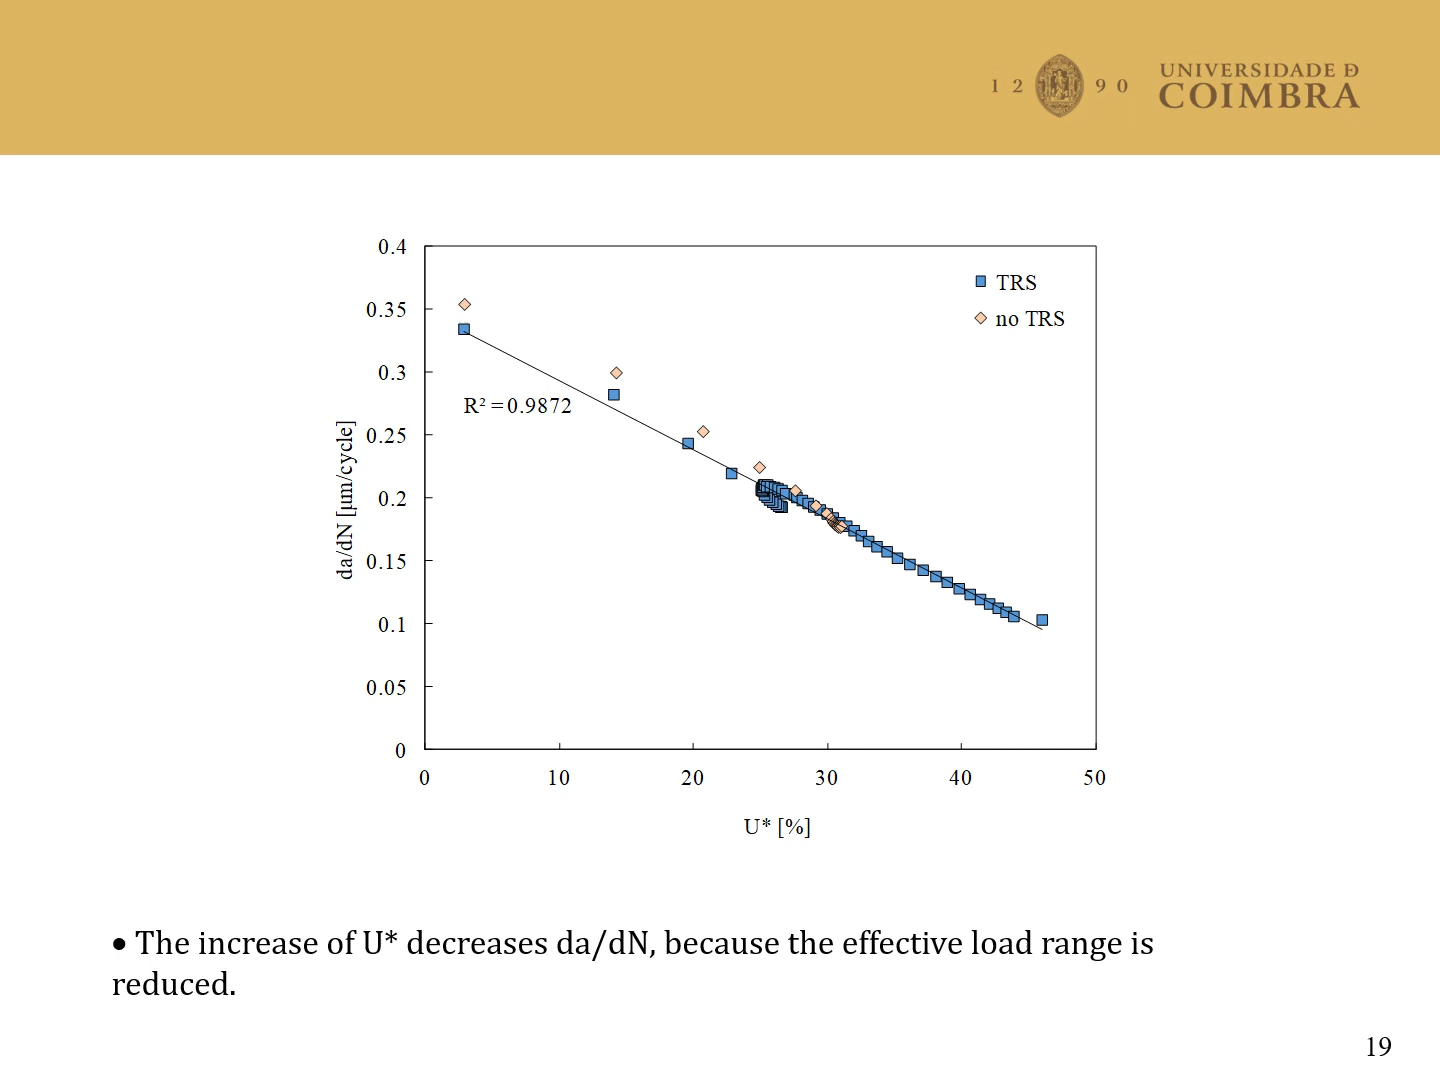 1 2 9 0
UNIVERSIDADE Ð
COIMBRA
0.4
0.35
0.3
0.25
0.2
0.15
0.1
0.05
0
da/dN [µm/cycle]
TRS
no TRS
R² = 0.9872
0 10 20 30 40 50
U* [%]
• The increase of U* decreases da/dN, because the effective load range is
reduced.
19